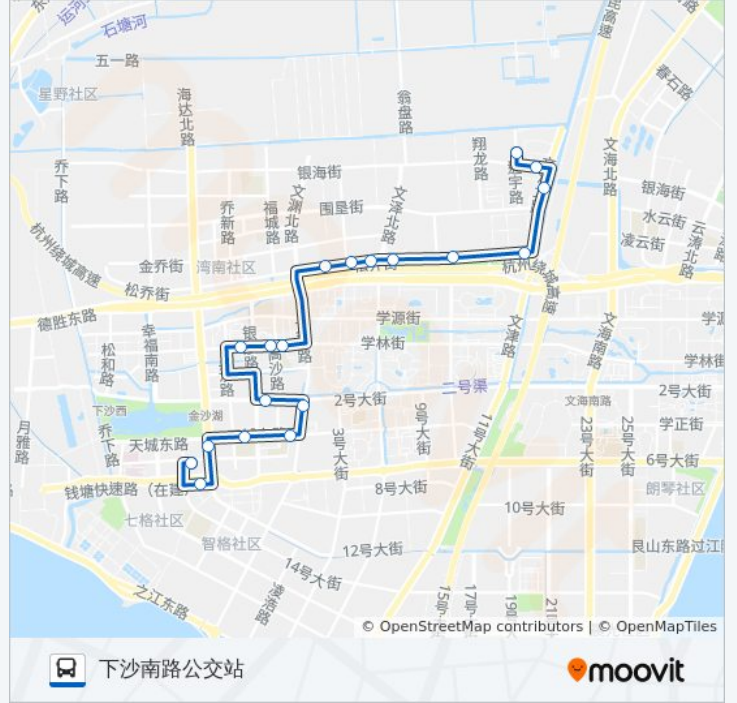 运河
石塘河
五一路
星野社区
海达北路
翁盘路
春石路
乔下路
翔龙路
文海北路
银海街
银海街
文渊北路
福城路
乔新路
围垦街
文泽北路
水云街
凌云街
云涛北路
杭州绕城高速
金乔街
湾南社区
松乔街
杭州绕城高速
德胜东路
学源街
学林街
文津路
文海南路
学林街
幸福南路
松和路
高沙路
2号大街
二号渠
2号大街
下沙西
金沙湖
文海南路
月雅路
乔下路
天城东路
3号大街
9号大街
11号大街
23号大街
25号大街
学正街
6号大街
钱塘快速路（在建
8号大街
朗琴社区
七格社区
10号大街
智格社区
12号大街
14号大街
艮山东路过江
之江东路
凌浩路
© OpenStreetMap contributors | © OpenMapTiles
下沙南路公交站
moovit